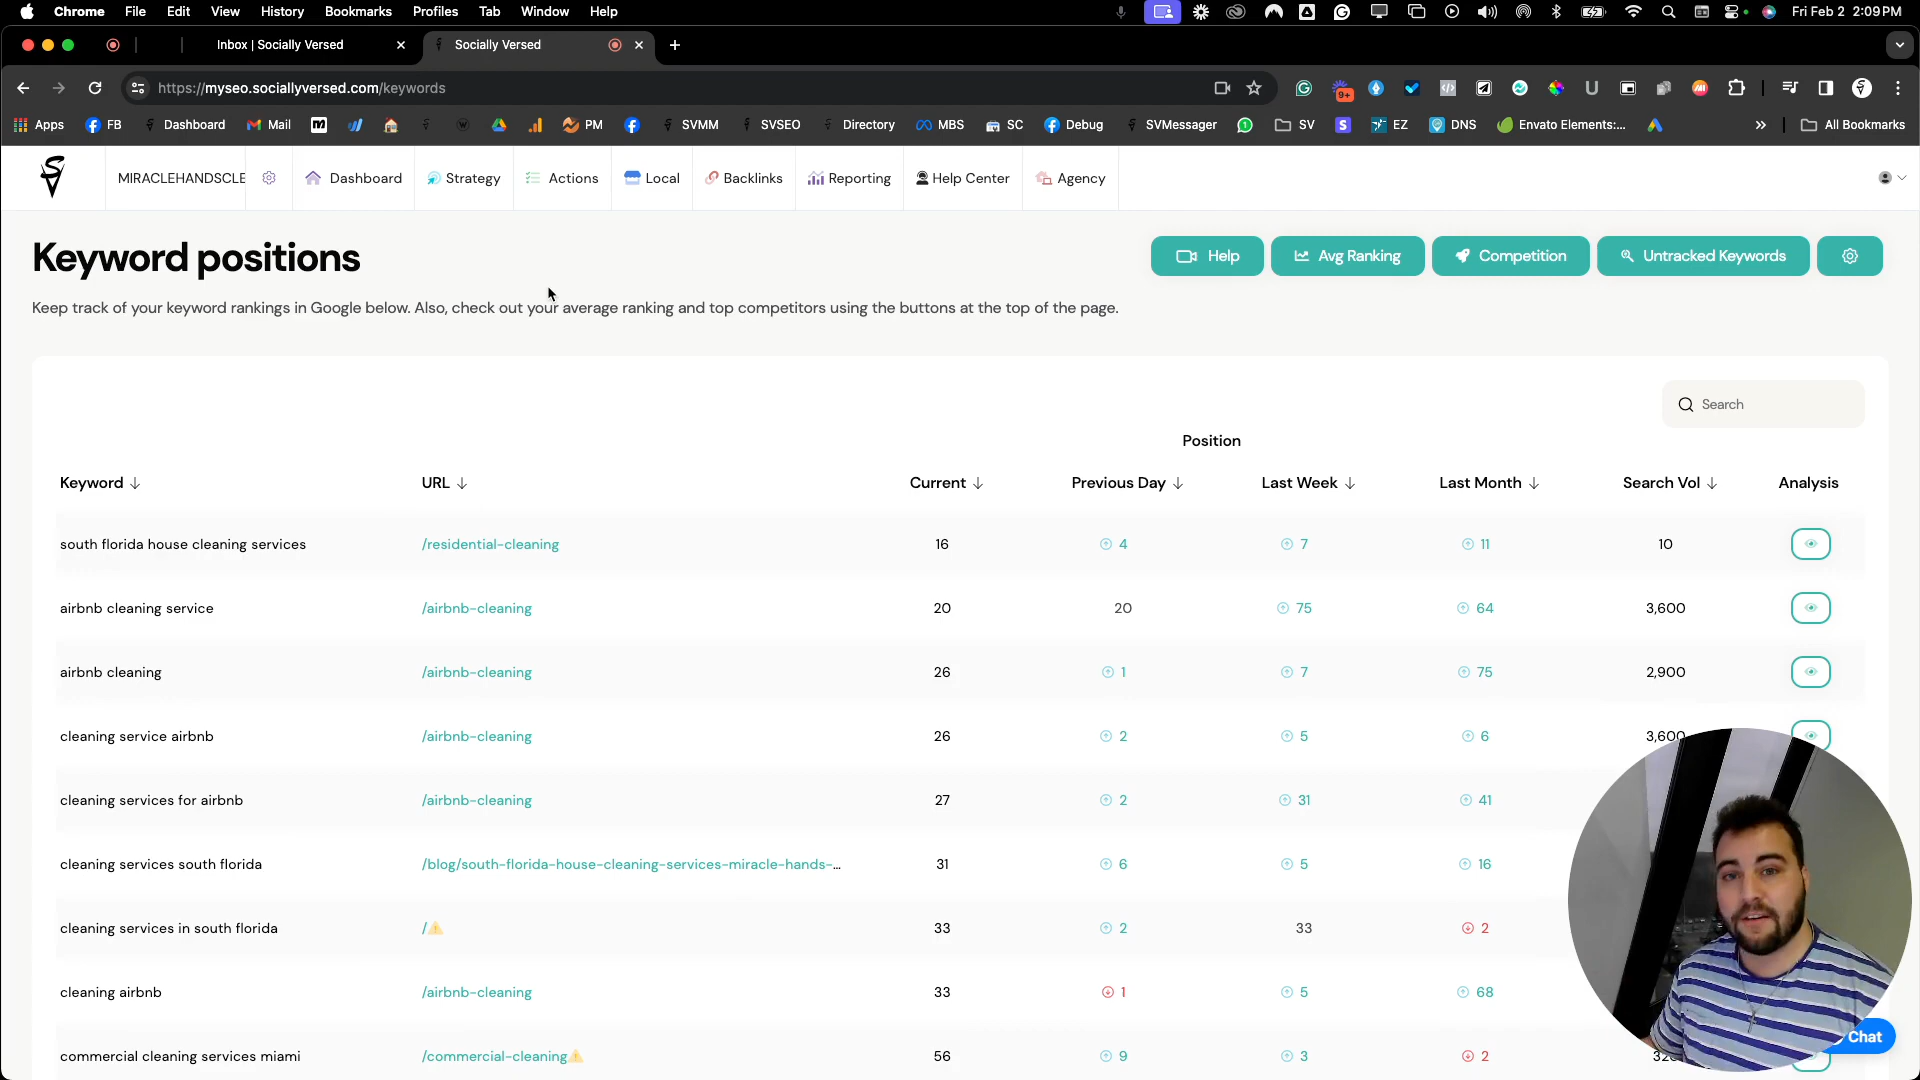 Chrome File Edit View History Bookmarks Profiles Tab Window Help Fri Feb 2 2:09 PM
Inbox | Socially Versed Socially Versed
https://myseo.sociallyversed.com/keywords 9+
Apps FB Dashboard Mail PM SVMM SVSEO Directory MBS SC Debug SVMessager SV EZ DNS Envato Elements:... All Bookmarks
MIRACLEHANDSCLE Dashboard Strategy Actions Local Backlinks Reporting Help Center Agency
Keyword positions
Help Avg Ranking Competition Untracked Keywords
Keep track of your keyword rankings in Google below. Also, check out your average ranking and top competitors using the buttons at the top of the page.
Search
Position
Keyword URL Current Previous Day Last Week Last Month Search Vol Analysis
south florida house cleaning services /residential-cleaning 16 4 7 11 10
airbnb cleaning service /airbnb-cleaning 20 20 75 64 3,600
airbnb cleaning /airbnb-cleaning 26 1 7 75 2,900
cleaning service airbnb /airbnb-cleaning 26 2 5 6 3,600
cleaning services for airbnb /airbnb-cleaning 27 2 31 41
cleaning services south florida /blog/south-florida-house-cleaning-services-miracle-hands-... 31 6 5 16
cleaning services in south florida / 33 2 33 2
cleaning airbnb /airbnb-cleaning 33 1 5 68
commercial cleaning services miami /commercial-cleaning 56 9 3 2
Chat